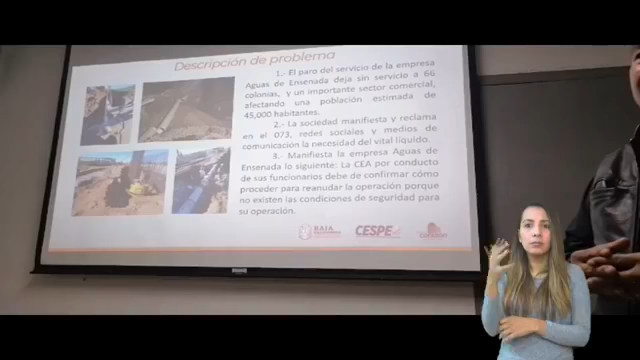 Descripción de problema
1.- El paro del servicio de la empresa
Aguas de Ensenada deja sin servicio a 66
colonias, y un importante sector comercial,
afectando una población estimada de
45,000 habitantes.
2.- La sociedad manifiesta y reclama
en el 073, redes sociales y medios de
comunicación la necesidad del vital líquido.
3.- Manifiesta la empresa Aguas de
Ensenada lo siguiente: La CEA por conducto
de sus funcionarios debe de confirmar cómo
proceder para reanudar la operación porque
no existen las condiciones de seguridad para
su operación.
BAJA
CESPE